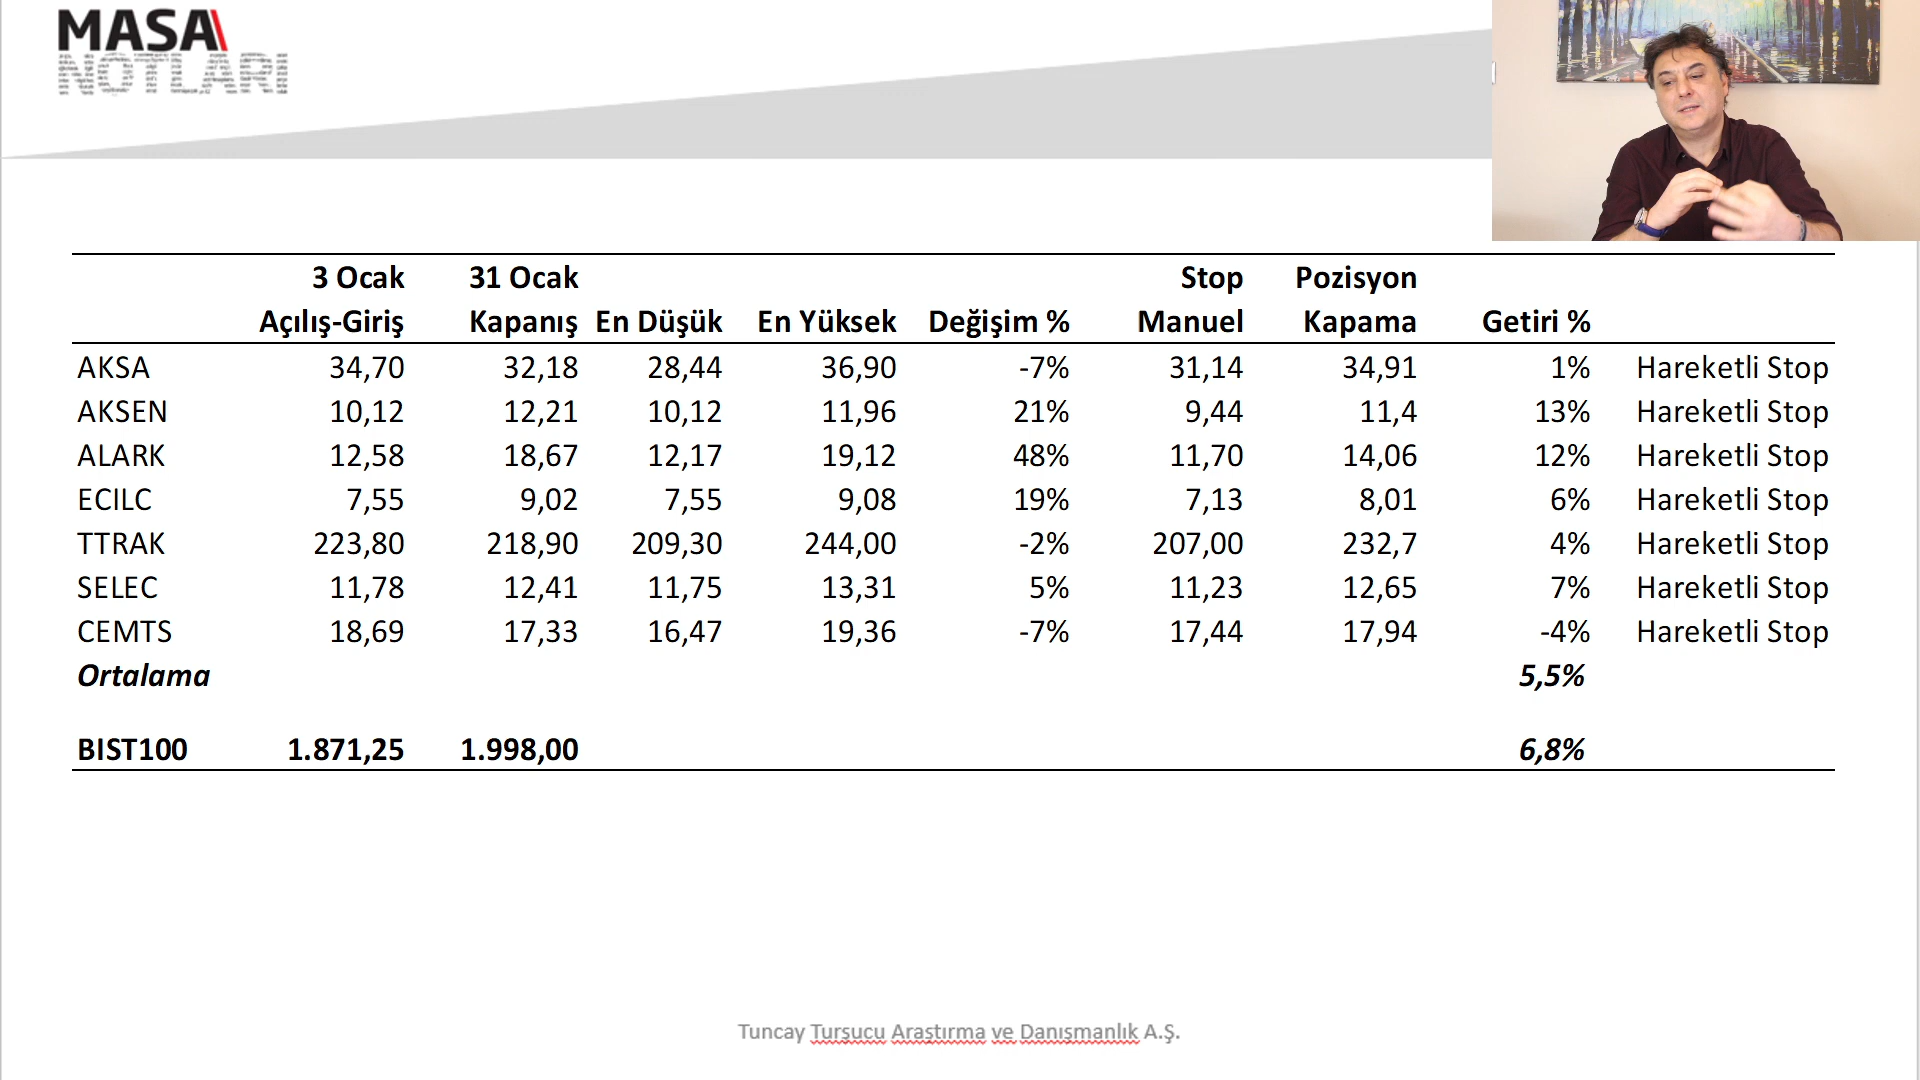 MASA
NOTLARI
3 Ocak 31 Ocak Stop Pozisyon
Açılış-Giriş Kapanış En Düşük En Yüksek Değişim % Manuel Kapama Getiri %
AKSA 34,70 32,18 28,44 36,90 -7% 31,14 34,91 1% Hareketli Stop
AKSEN 10,12 12,21 10,12 11,96 21% 9,44 11,4 13% Hareketli Stop
ALARK 12,58 18,67 12,17 19,12 48% 11,70 14,06 12% Hareketli Stop
ECILC 7,55 9,02 7,55 9,08 19% 7,13 8,01 6% Hareketli Stop
TTRAK 223,80 218,90 209,30 244,00 -2% 207,00 232,7 4% Hareketli Stop
SELEC 11,78 12,41 11,75 13,31 5% 11,23 12,65 7% Hareketli Stop
CEMTS 18,69 17,33 16,47 19,36 -7% 17,44 17,94 -4% Hareketli Stop
Ortalama 5,5%
BIST100 1.871,25 1.998,00 6,8%
Tuncay Turşucu Araştırma ve Danışmanlık A.Ş.